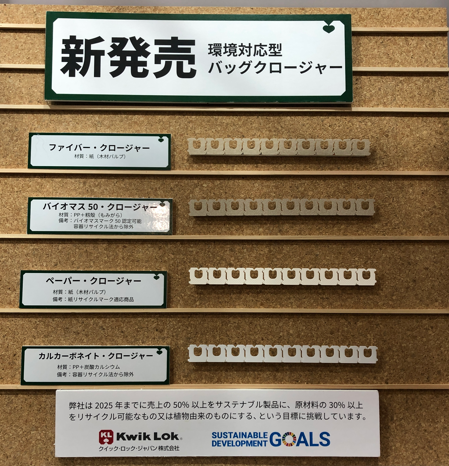 新発売
環境対応型
バッグクロージャー
ファイバー・クロージャー
材質：紙（木材パルプ）
バイオマス 50・クロージャー
材質：PP＋籾殻（もみがら）
備考：バイオマスマーク 50 認定可能
容器リサイクル法から除外
ペーパー・クロージャー
材質：紙（木材パルプ）
備考：紙リサイクルマーク適応商品
カルカーボネイト・クロージャー
材質：PP＋炭酸カルシウム
備考：容器リサイクル法から除外
弊社は 2025 年までに売上の 50% 以上をサステナブル製品に、原材料の 30% 以上
をリサイクル可能なもの又は植物由来のものにする、という目標に挑戦しています。
KL Kwik Lok
クイック・ロック・ジャパン株式会社
SUSTAINABLE
DEVELOPMENT GOALS